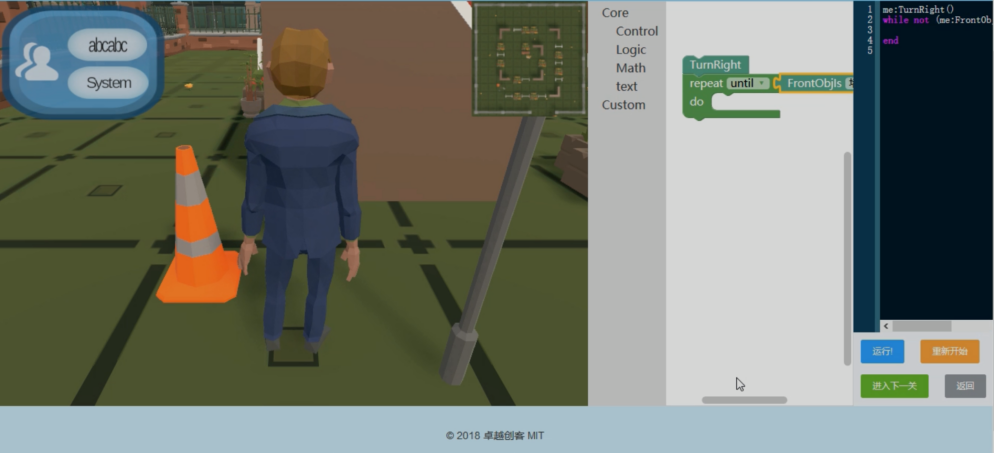 abcabc
System
Core
Control
Logic
Math
text
Custom
TurnRight
repeat until FrontObjIs
do
1 me:TurnRight()
2 while not (me:FrontOb
3
4 end
5
运行!
重新开始
进入下一关
返回
© 2018 卓越创客 MIT